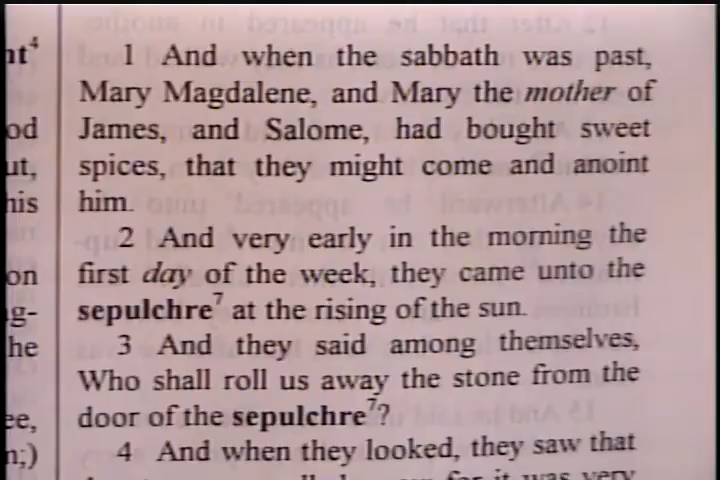 nt⁴
od
ut,
his
on
g-
he
ee,
n;)
1 And when the sabbath was past,
Mary Magdalene, and Mary the mother of
James, and Salome, had bought sweet
spices, that they might come and anoint
him.
2 And very early in the morning the
first day of the week, they came unto the
sepulchre⁷ at the rising of the sun.
3 And they said among themselves,
Who shall roll us away the stone from the
door of the sepulchre⁷?
4 And when they looked, they saw that
for it was very